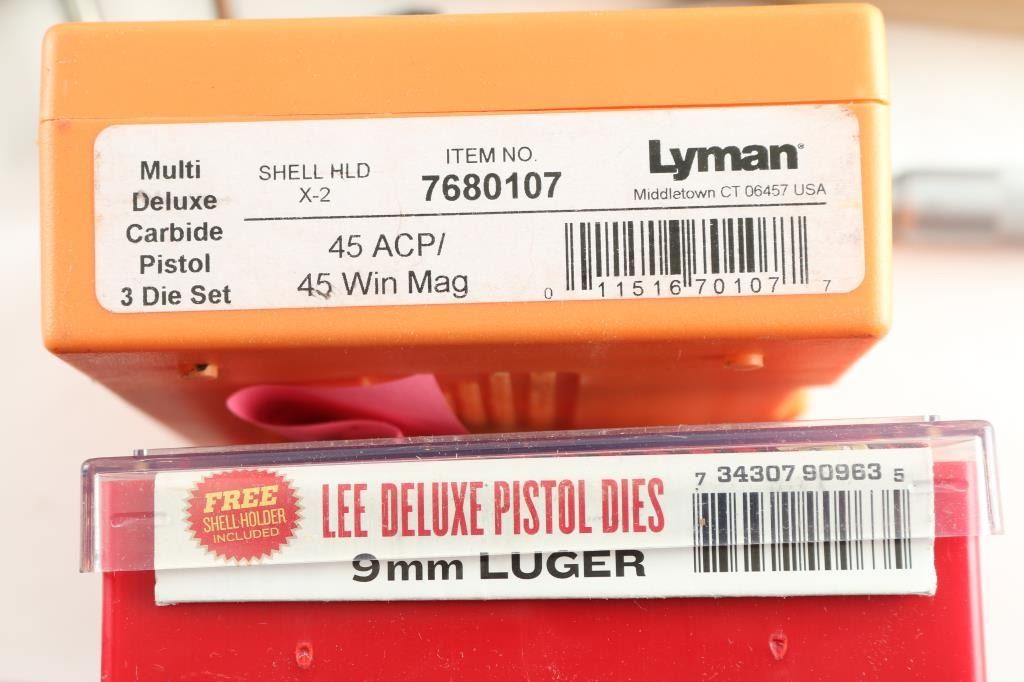 Multi
Deluxe
Carbide
Pistol
3 Die Set
SHELL HLD
X-2
ITEM NO.
7680107
Lyman®
Middletown CT 06457 USA
45 ACP/
45 Win Mag
0 11516 70107 7
FREE
SHELL HOLDER
INCLUDED
LEE DELUXE PISTOL DIES
9mm LUGER
7 34307 90963 5